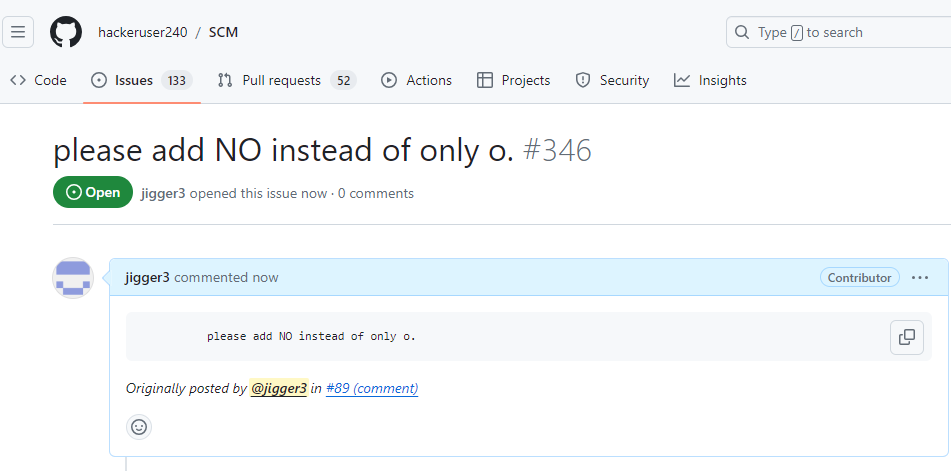 hackeruser240 / SCM
Type / to search
Code Issues 133 Pull requests 52 Actions Projects Security Insights
please add NO instead of only o. #346
Open jigger3 opened this issue now · 0 comments
jigger3 commented now Contributor
please add NO instead of only o.
Originally posted by @jigger3 in #89 (comment)